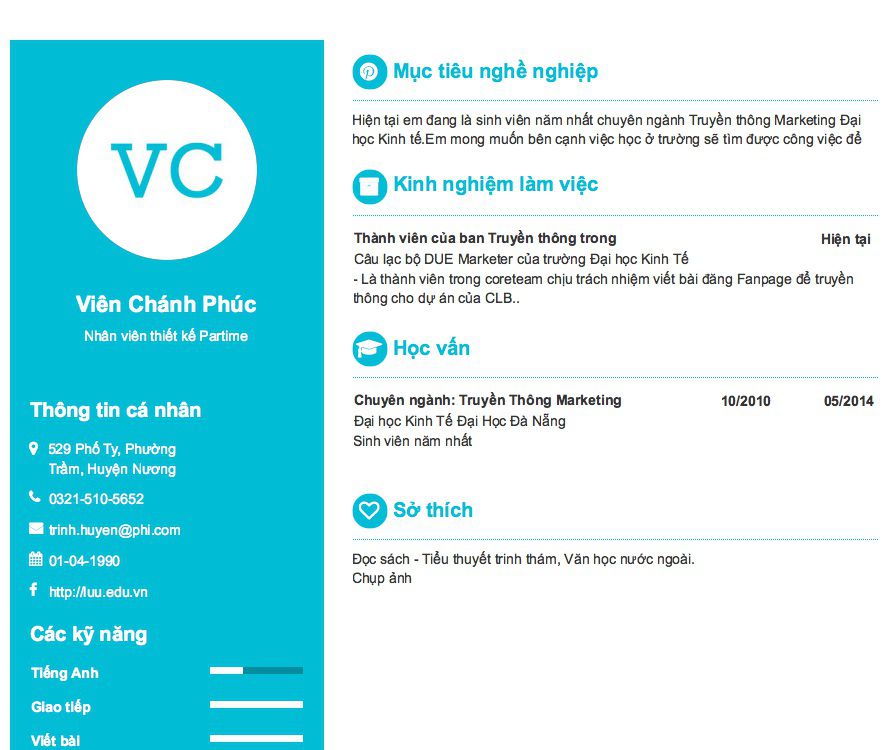 VC
Viên Chánh Phúc
Nhân viên thiết kế Partime
Thông tin cá nhân
529 Phố Ty, Phường
Trầm, Huyện Nương
0321-510-5652
trinh.huyen@phi.com
01-04-1990
http://luu.edu.vn
Các kỹ năng
Tiếng Anh
Giao tiếp
Viết bài
Mục tiêu nghề nghiệp
Hiện tại em đang là sinh viên năm nhất chuyên ngành Truyền thông Marketing Đại
học Kinh tế.Em mong muốn bên cạnh việc học ở trường sẽ tìm được công việc để
Kinh nghiệm làm việc
Thành viên của ban Truyền thông trong Hiện tại
Câu lạc bộ DUE Marketer của trường Đại học Kinh Tế
- Là thành viên trong coreteam chịu trách nhiệm viết bài đăng Fanpage để truyền
thông cho dự án của CLB..
Học vấn
Chuyên ngành: Truyền Thông Marketing 10/2010 05/2014
Đại học Kinh Tế Đại Học Đà Nẵng
Sinh viên năm nhất
Sở thích
Đọc sách - Tiểu thuyết trinh thám, Văn học nước ngoài.
Chụp ảnh